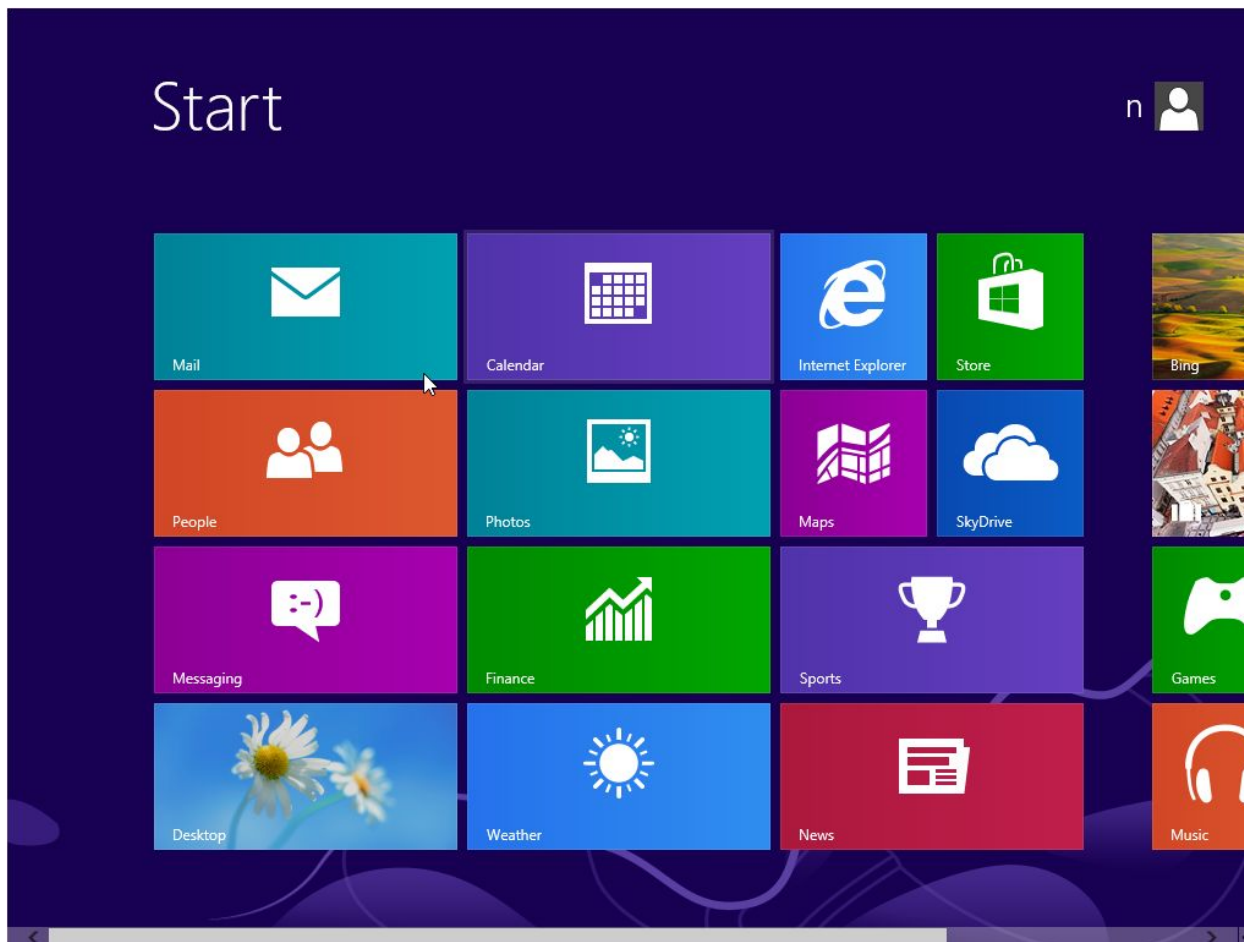 Start
n
Mail
Calendar
Internet Explorer
Store
Bing
People
Photos
Maps
SkyDrive
Messaging
:-)
Finance
Sports
Games
Desktop
Weather
News
Music